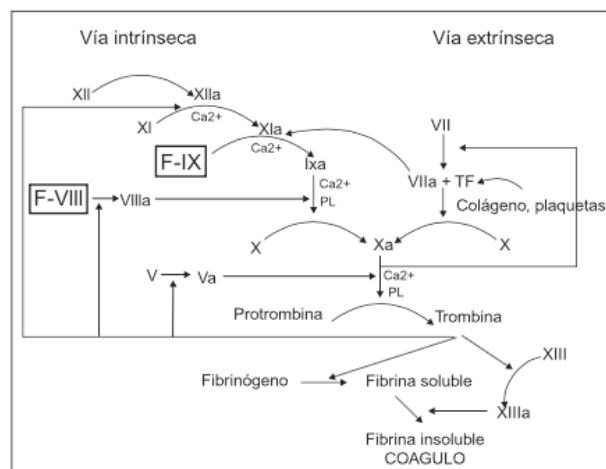 Vía intrínseca Vía extrínseca
XII XIIa
XI Ca2+ XIa VII
F-IX Ca2+ Ixa
F-VIII VIIIa Ca2+ VIIa + TF
PL Colágeno, plaquetas
X Xa X
V Va Ca2+
PL
Protrombina Trombina
XIII
Fibrinógeno Fibrina soluble
XIIIa
Fibrina insoluble
COAGULO